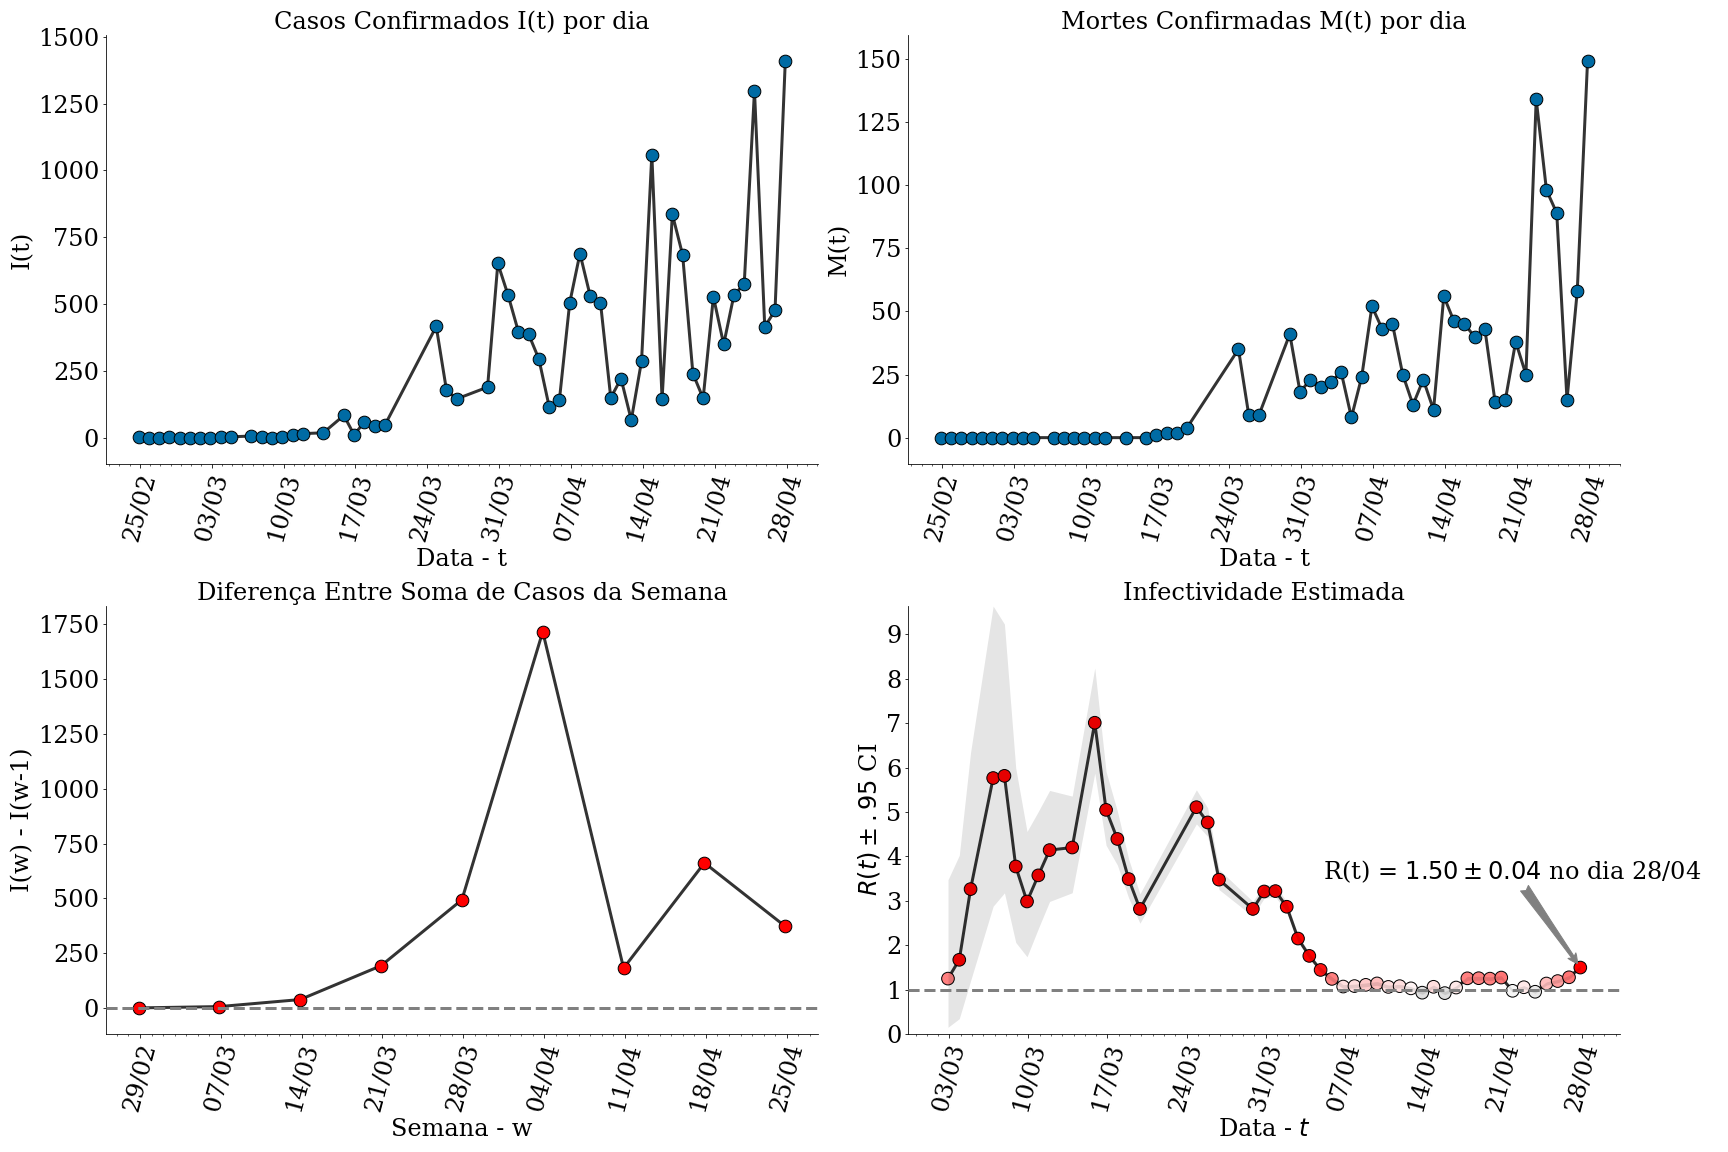 Casos Confirmados I(t) por dia
I(t)
1500
1250
1000
750
500
250
0
25/02 03/03 10/03 17/03 24/03 31/03 07/04 14/04 21/04 28/04
Data - t
Mortes Confirmadas M(t) por dia
M(t)
150
125
100
75
50
25
0
25/02 03/03 10/03 17/03 24/03 31/03 07/04 14/04 21/04 28/04
Data - t
Diferença Entre Soma de Casos da Semana
I(w) - I(w-1)
1750
1500
1250
1000
750
500
250
0
29/02 07/03 14/03 21/03 28/03 04/04 11/04 18/04 25/04
Semana - w
Infectividade Estimada
R(t) ± .95 CI
9
8
7
6
5
4
3
2
1
0
R(t) = 1.50 ± 0.04 no dia 28/04
03/03 10/03 17/03 24/03 31/03 07/04 14/04 21/04 28/04
Data - t